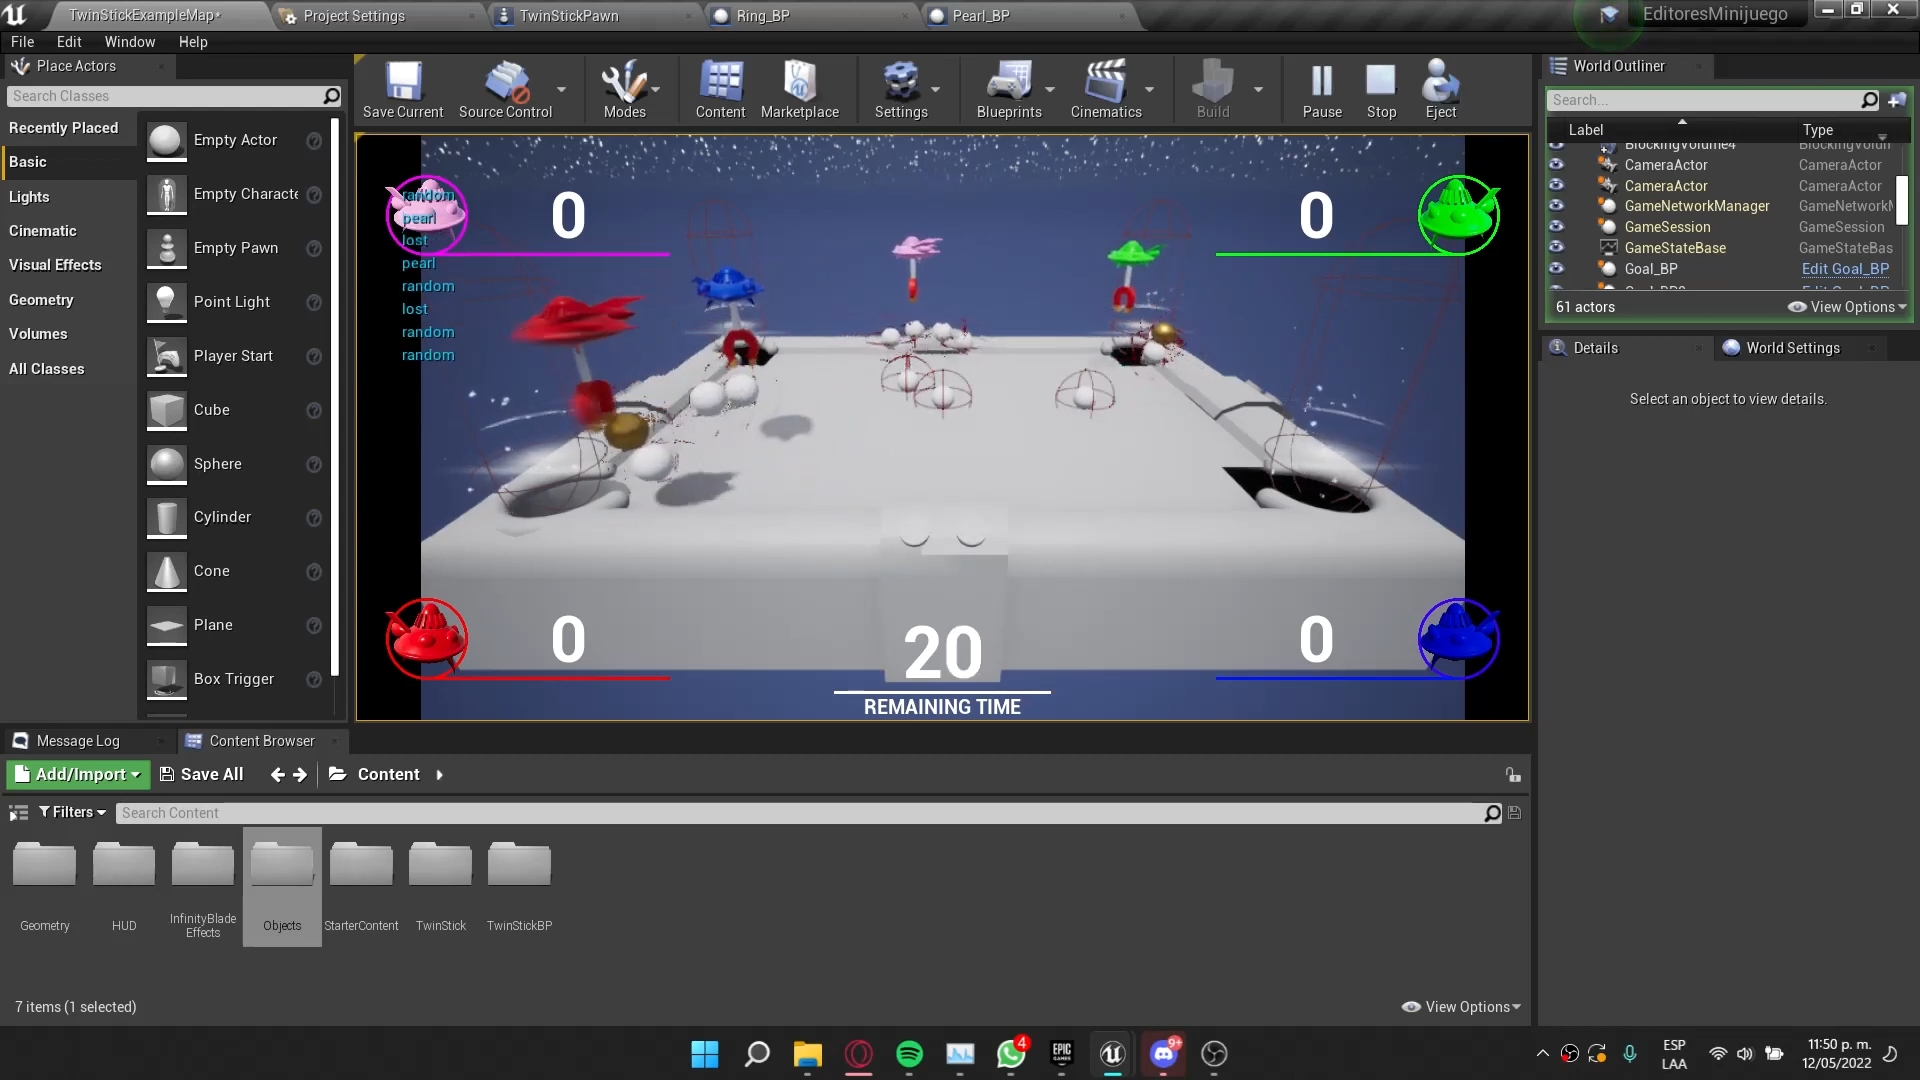 TwinStickExampleMap*
Project Settings
TwinStickPawn
Ring_BP
Pearl_BP
EditoresMinijuego
File
Edit
Window
Help
Place Actors
Search Classes
Recently Placed
Basic
Lights
Cinematic
Visual Effects
Geometry
Volumes
All Classes
Empty Actor
Empty Characte
Empty Pawn
Point Light
Player Start
Cube
Sphere
Cylinder
Cone
Plane
Box Trigger
Save Current
Source Control
Modes
Content
Marketplace
Settings
Blueprints
Cinematics
Build
Pause
Stop
Eject
random
pearl
lost
pearl
random
lost
random
random
0
0
0
0
20
REMAINING TIME
World Outliner
Search...
Label
Type
BlockingVolume4
BlockingVolun
CameraActor
CameraActor
CameraActor
CameraActor
GameNetworkManager
GameNetworkM
GameSession
GameSession
GameStateBase
GameStateBas
Goal_BP
Edit Goal_BP
61 actors
View Options
Details
World Settings
Select an object to view details.
Message Log
Content Browser
Add/Import
Save All
Content
Filters
Search Content
Geometry
HUD
InfinityBlade
Effects
Objects
StarterContent
TwinStick
TwinStickBP
7 items (1 selected)
View Options
4
EPIC
GAMES
9+
ESP
LAA
11:50 p. m.
12/05/2022